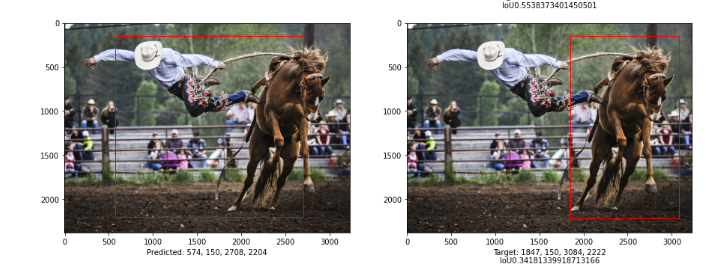 IoU0.5538373401450501
0
500
1000
1500
2000
0 500 1000 1500 2000 2500 3000
Predicted: 574, 150, 2708, 2204
0
500
1000
1500
2000
0 500 1000 1500 2000 2500 3000
Target: 1847, 150, 3084, 2222
IoU0.34181339918713166